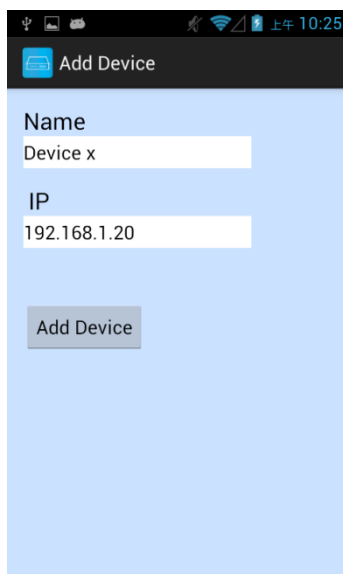 上午 10:25
Add Device
Name
Device x
IP
192.168.1.20
Add Device